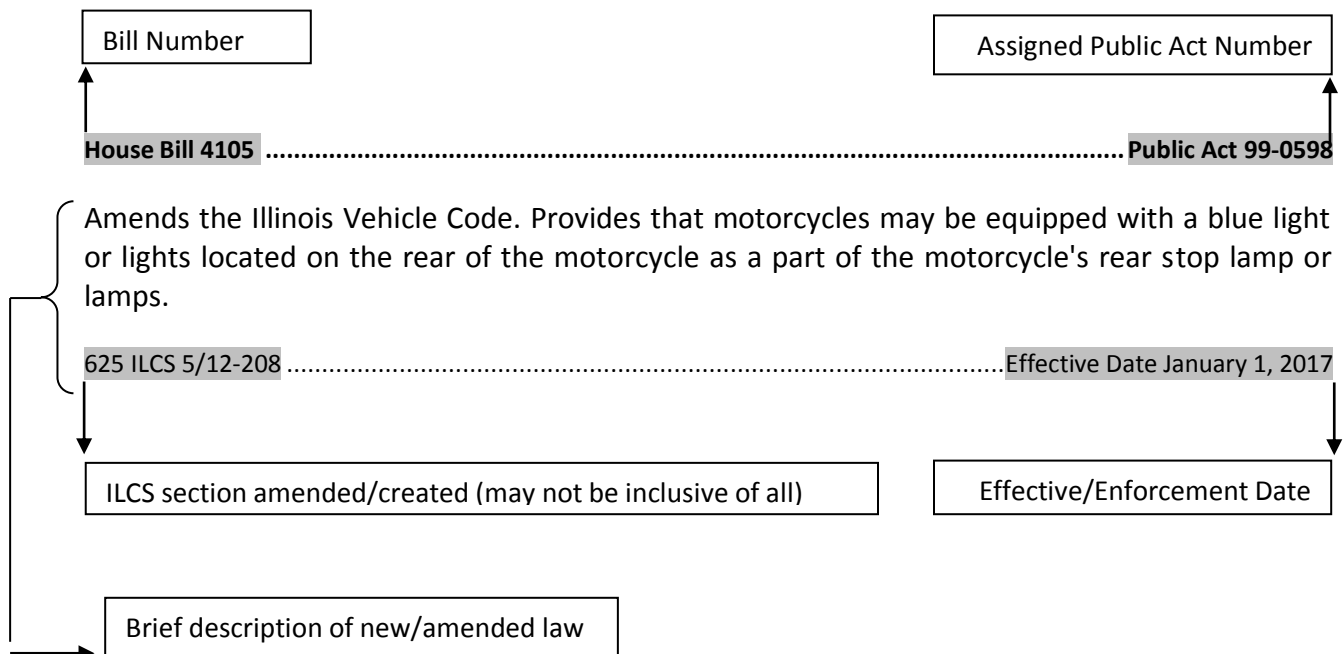 Bill Number
Assigned Public Act Number
House Bill 4105 ........................................................................................................................ Public Act 99-0598
Amends the Illinois Vehicle Code. Provides that motorcycles may be equipped with a blue light
or lights located on the rear of the motorcycle as a part of the motorcycle's rear stop lamp or
lamps.
625 ILCS 5/12-208 ......................................................................................................Effective Date January 1, 2017
ILCS section amended/created (may not be inclusive of all)
Effective/Enforcement Date
Brief description of new/amended law